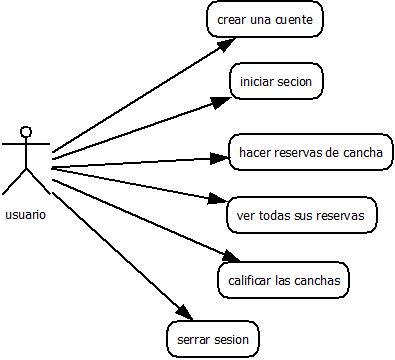 crear una cuente
iniciar secion
hacer reservas de cancha
usuario
ver todas sus reservas
calificar las canchas
serrar sesion